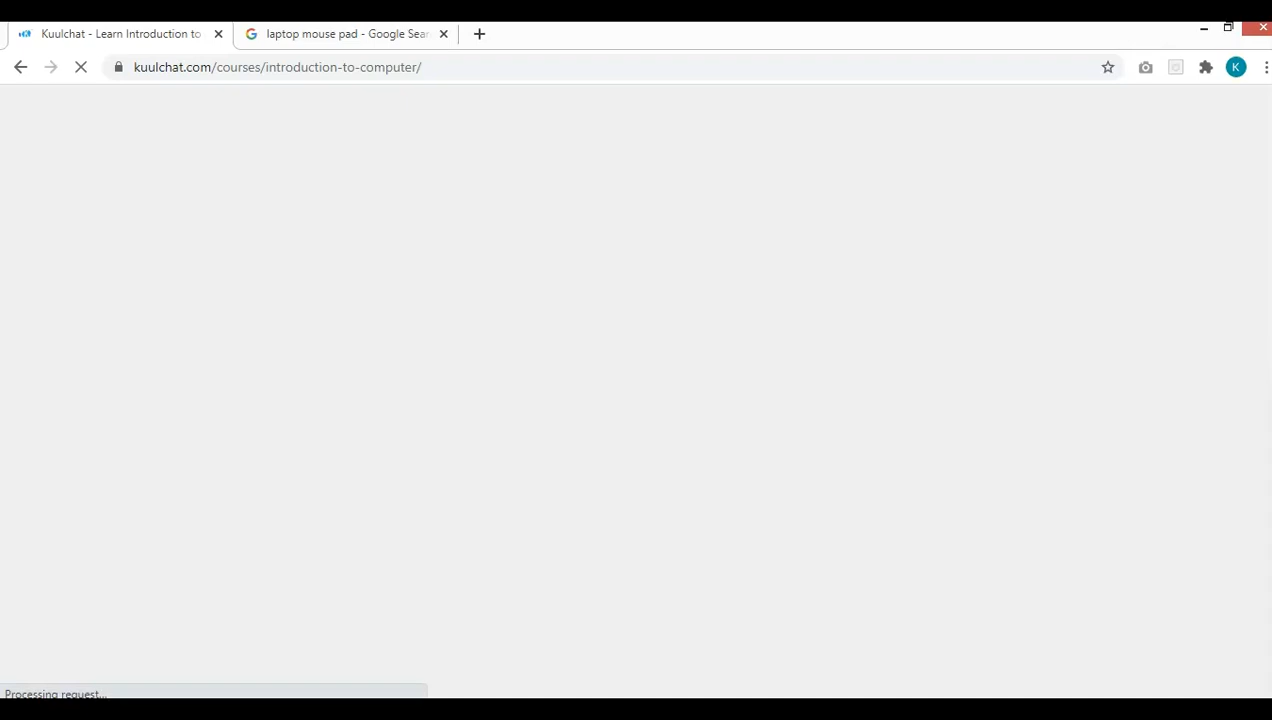 Kuulchat - Learn Introduction to
laptop mouse pad - Google Sear
kuulchat.com/courses/introduction-to-computer/
K
Processing request...